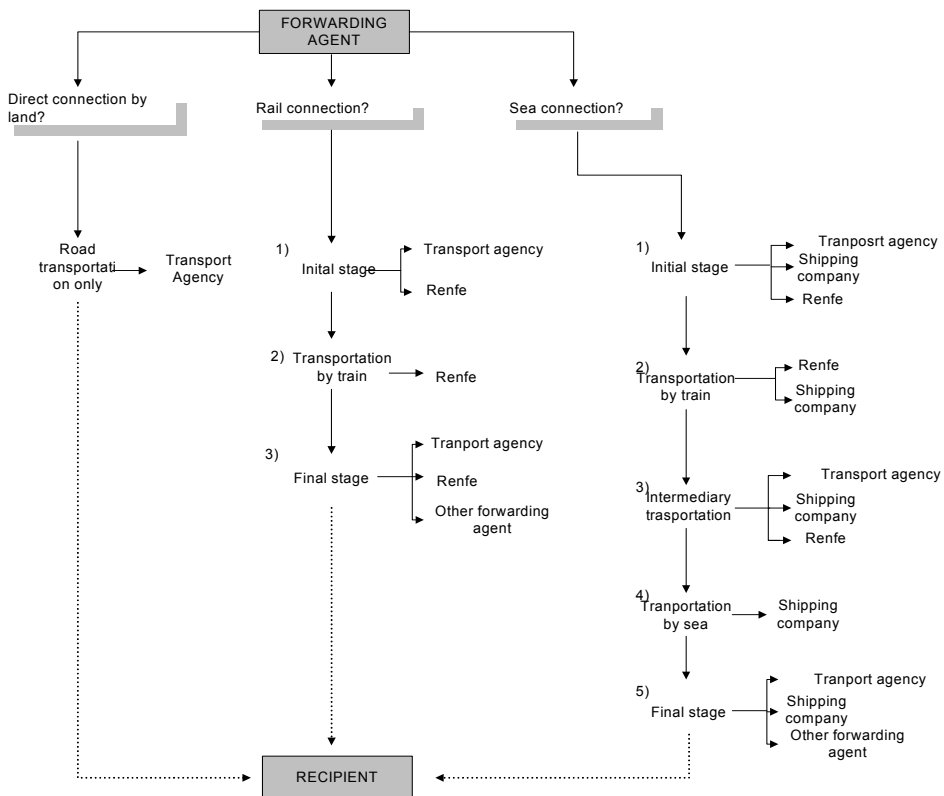 FORWARDING
AGENT
Direct connection by
land?
Rail connection?
Sea connection?
Road
transportati
on only
Transport
Agency
1)
Inital stage
Transport agency
Renfe
2)
Transportation
by train
Renfe
3)
Final stage
Tranport agency
Renfe
Other forwarding
agent
1)
Initial stage
Tranposrt agency
Shipping
company
Renfe
2)
Transportation
by train
Renfe
Shipping
company
3)
Intermediary
trasportation
Transport agency
Shipping
company
Renfe
4)
Tranportation
by sea
Shipping
company
5)
Final stage
Tranport agency
Shipping
company
Other forwarding
agent
RECIPIENT